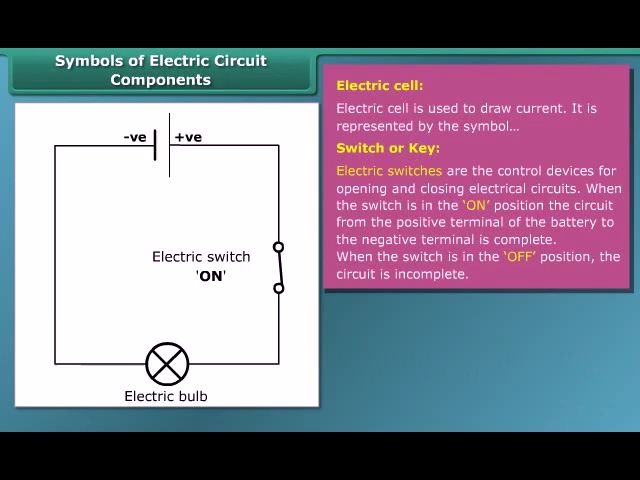 Symbols of Electric Circuit
Components
-ve
+ve
Electric switch
'ON'
Electric bulb
Electric cell:
Electric cell is used to draw current. It is
represented by the symbol…
Switch or Key:
Electric switches are the control devices for
opening and closing electrical circuits. When
the switch is in the ‘ON’ position the circuit
from the positive terminal of the battery to
the negative terminal is complete.
When the switch is in the ‘OFF’ position, the
circuit is incomplete.